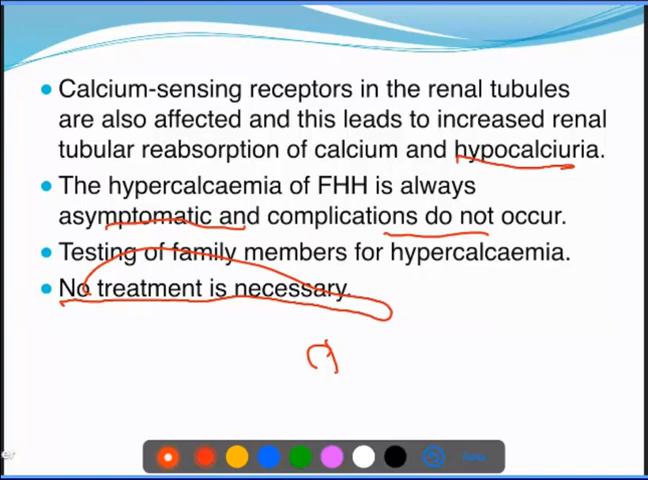 Calcium-sensing receptors in the renal tubules
are also affected and this leads to increased renal
tubular reabsorption of calcium and hypocalciuria.
The hypercalcaemia of FHH is always
asymptomatic and complications do not occur.
Testing of family members for hypercalcaemia.
No treatment is necessary.
er